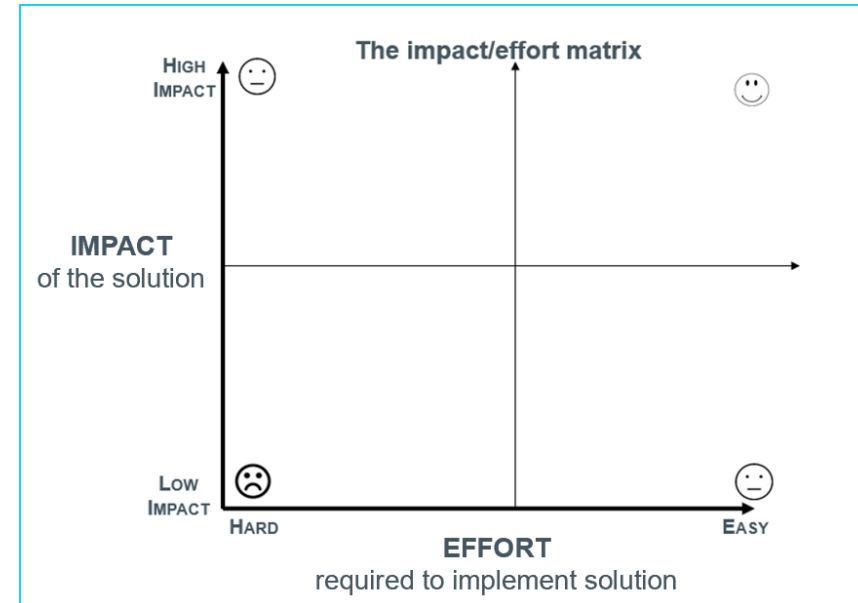 The impact/effort matrix
HIGH
IMPACT
IMPACT
of the solution
LOW
IMPACT
HARD
EASY
EFFORT
required to implement solution